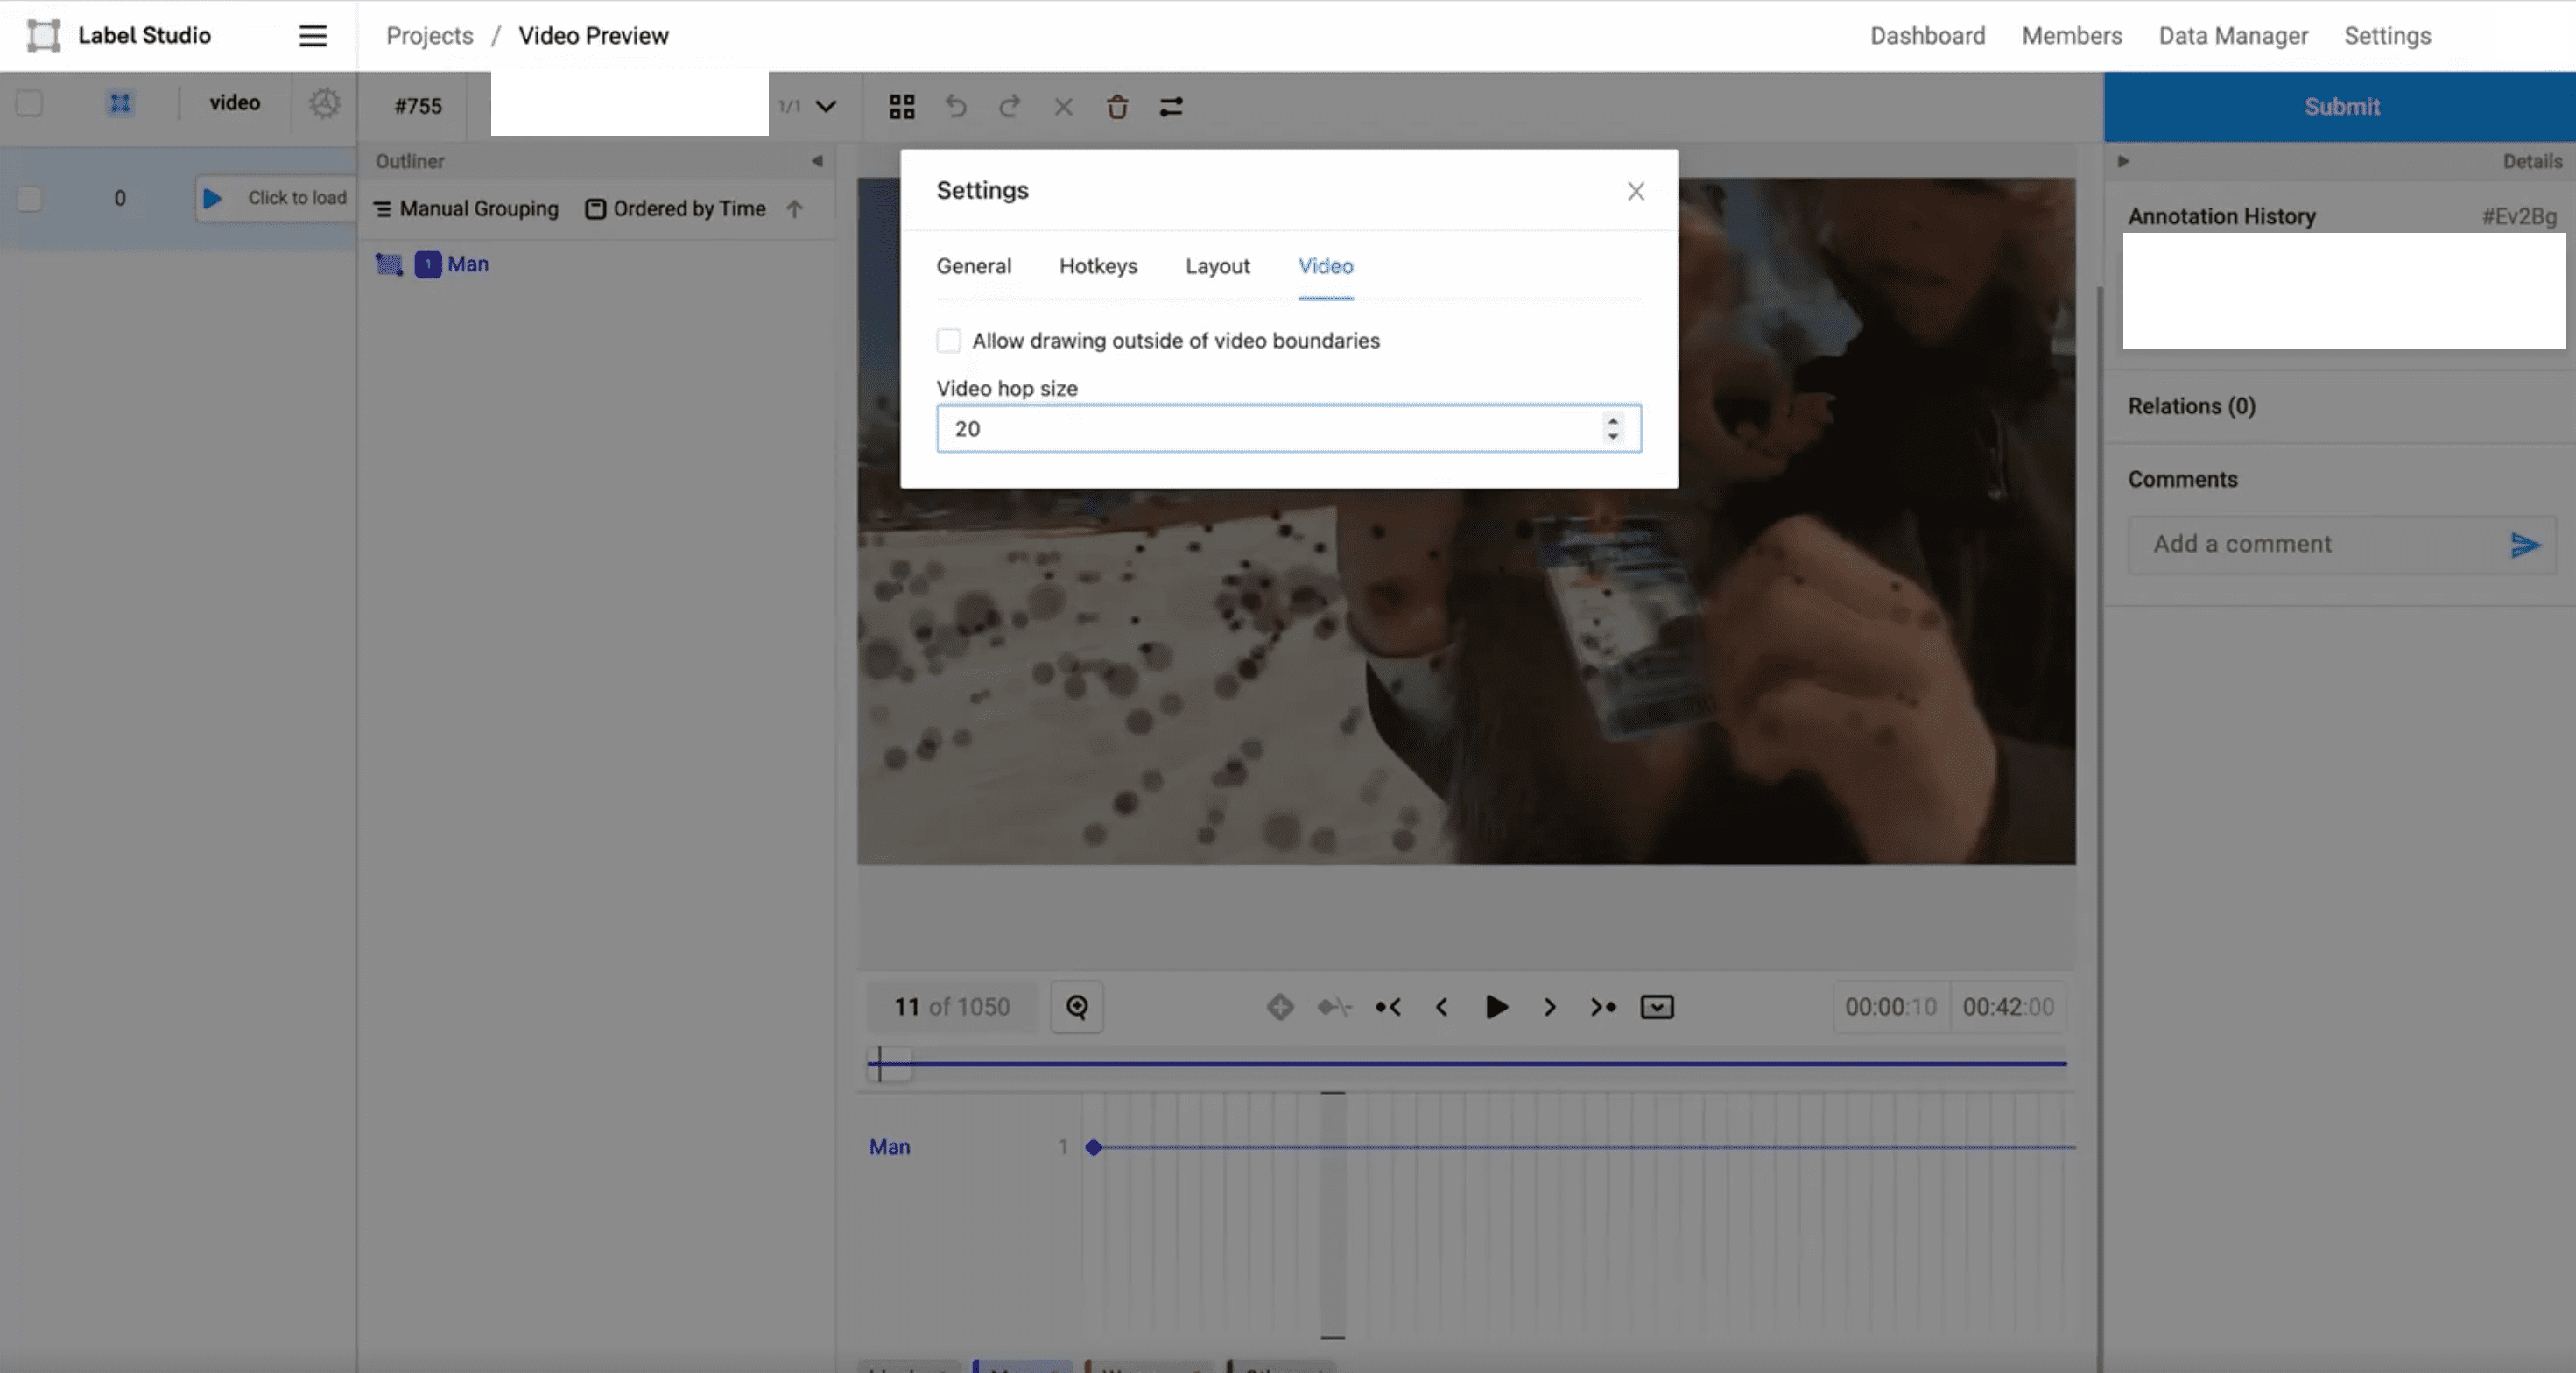 Label Studio
Projects / Video Preview
Dashboard Members Data Manager Settings
video
#755
1/1
Submit
Outliner
Details
0
Click to load
Manual Grouping
Ordered by Time
1 Man
Settings
General Hotkeys Layout Video
Allow drawing outside of video boundaries
Video hop size
20
Annotation History
#Ev2Bg
Relations (0)
Comments
Add a comment
11 of 1050
00:00:10
00:42:00
Man
1